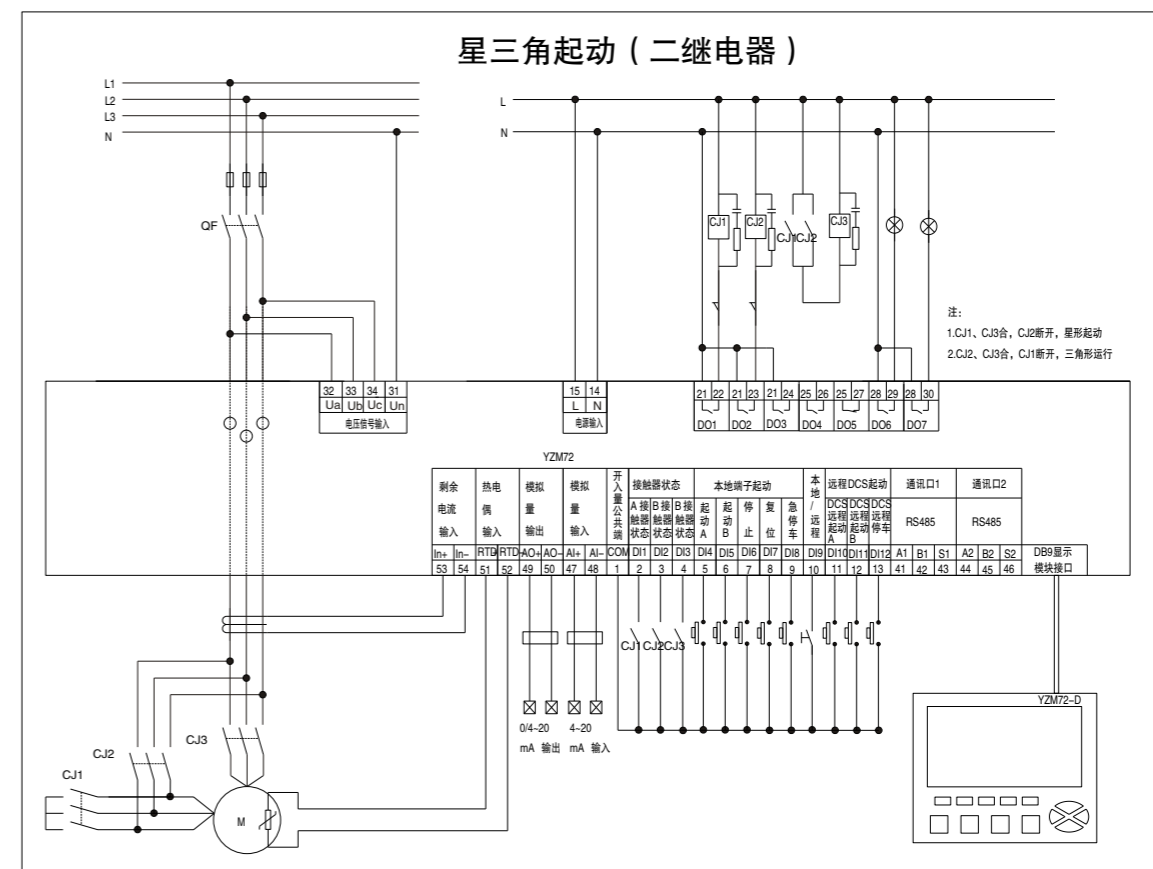 星三角起动(二继电器)
L1
L2
L3
N
L
N
QF
CJ1
CJ2
CJ1
CJ2
CJ3
注:
1.CJ1、CJ3合, CJ2断开, 星形起动
2.CJ2、CJ3合, CJ1断开, 三角形运行
32 33 34 31
Ua Ub Uc Un
电压信号输入
15 14
L N
电源输入
21 22 21 23 21 24 25 26 25 27 28 29 28 30
DO1 DO2 DO3 DO4 DO5 DO6 DO7
YZM72
剩余电流输入
热电偶输入
模拟量输出
模拟量输入
开入量公共端
接触器状态
A接触器状态
B接触器状态
B接触器状态
本地端子起动
起动A
起动B
停止
复位
急停车
本地/远程
远程DCS起动
DCS远程起动A
DCS远程起动B
DCS远程停车
通讯口1
RS485
通讯口2
RS485
In+ In- RTD+ RTD- AO+ AO- AI+ AI- COM DI1 DI2 DI3 DI4 DI5 DI6 DI7 DI8 DI9 DI10 DI11 DI12 A1 B1 S1 A2 B2 S2
53 54 51 52 49 50 47 48 1 2 3 4 5 6 7 8 9 10 11 12 13 41 42 43 44 45 46
DB9显示
模块接口
CJ1 CJ2 CJ3
0/4~20
mA 输出
4~20
mA 输入
YZM72-D
CJ3
CJ2
CJ1
M